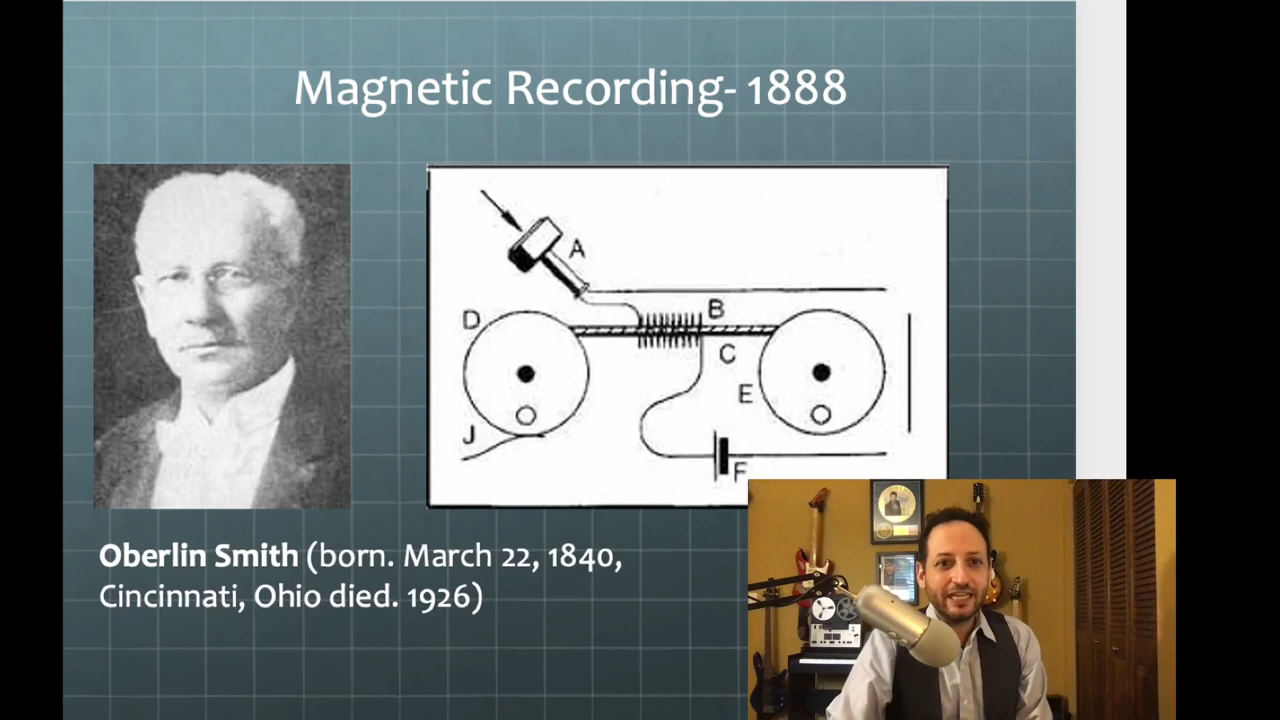 Magnetic Recording- 1888
A
D
B
C
E
J
F
Oberlin Smith (born. March 22, 1840,
Cincinnati, Ohio died. 1926)